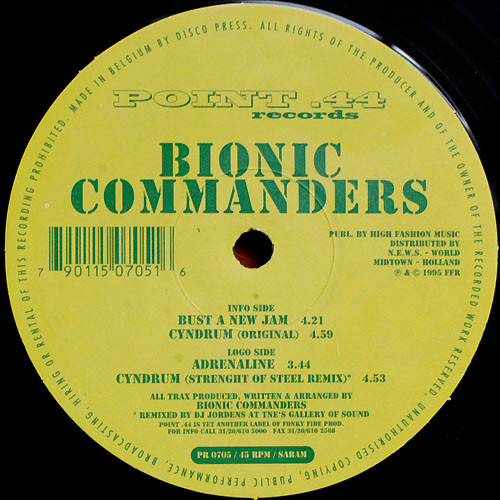 MADE IN BELGIUM BY DISCO PRESS. ALL RIGHTS OF THE PRODUCER AND OF THE OWNER OF THE RECORDED WORK RESERVED. UNAUTHORISED COPYING, PUBLIC PERFORMANCE, BROADCASTING, HIRING OR RENTAL OF THIS RECORDING PROHIBITED.
POINT .44
records
BIONIC
COMMANDERS
PUBL. BY HIGH FASHION MUSIC
DISTRIBUTED BY
N.E.W.S. - WORLD
MIDTOWN - HOLLAND
℗ & © 1995 FFR
7 90115 07051 6
INFO SIDE
BUST A NEW JAM 4.21
CYNDRUM (ORIGINAL) 4.59
LOGO SIDE
ADRENALINE 3.44
CYNDRUM (STRENGHT OF STEEL REMIX)* 4.53
ALL TRAX PRODUCED, WRITTEN & ARRANGED BY
BIONIC COMMANDERS
* REMIXED BY DJ JORDENS AT TNE'S GALLERY OF SOUND
POINT .44 IS YET ANOTHER LABEL OF FONKY FIRE PROD.
FOR INFO CALL 31/20/610 5000 FAX 31/20/610 2508
PR 0705 / 45 RPM / SABAM